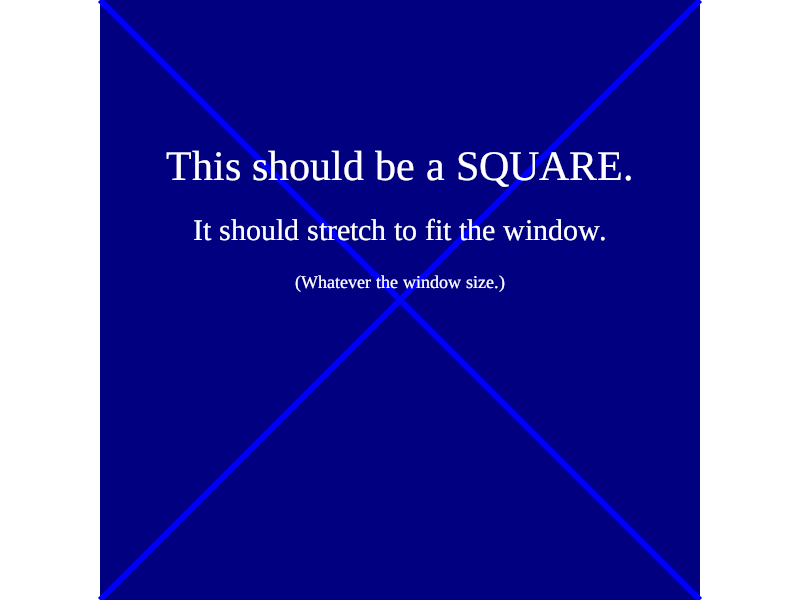 This should be a SQUARE.
It should stretch to fit the window.
(Whatever the window size.)